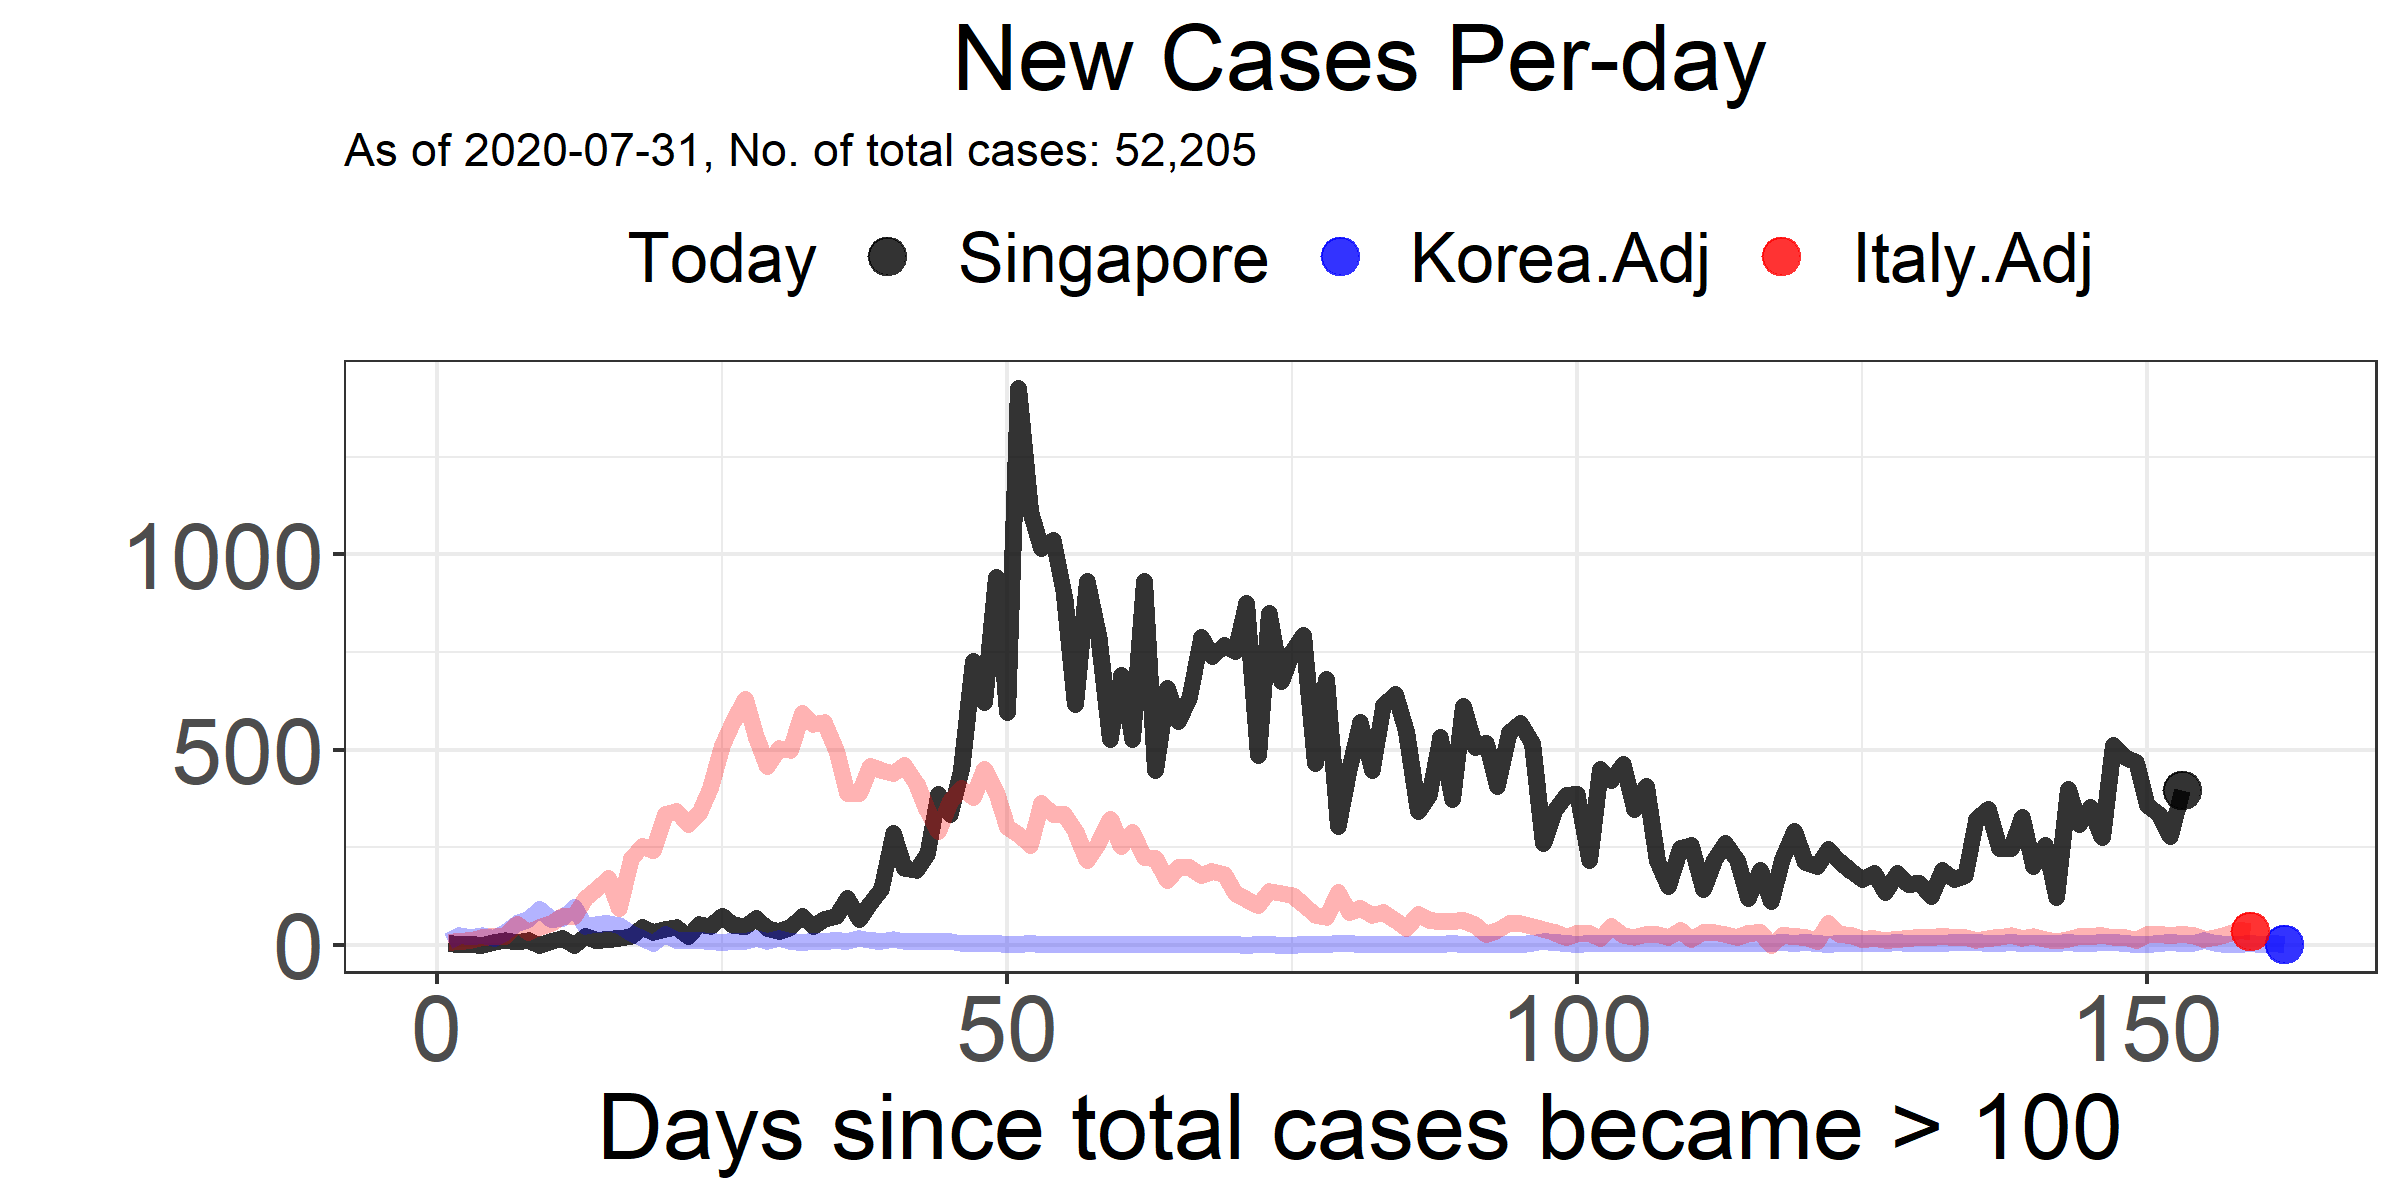 New Cases Per-day
As of 2020-07-31, No. of total cases: 52,205
Today Singapore Korea.Adj Italy.Adj
1000
500
0
0 50 100 150
Days since total cases became > 100